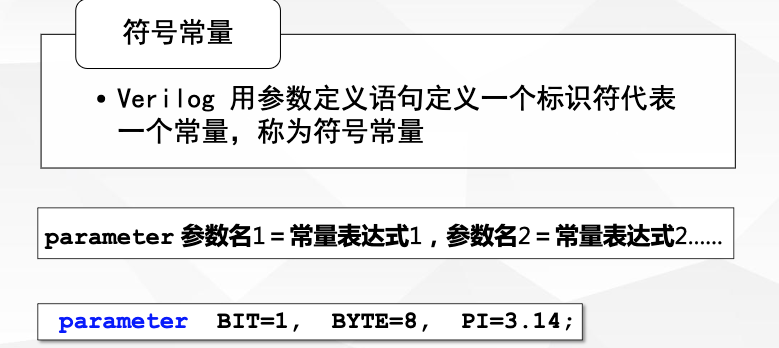 符号常量
• Verilog 用参数定义语句定义一个标识符代表
一个常量，称为符号常量
parameter 参数名1＝常量表达式1，参数名2＝常量表达式2……
parameter BIT=1, BYTE=8, PI=3.14;